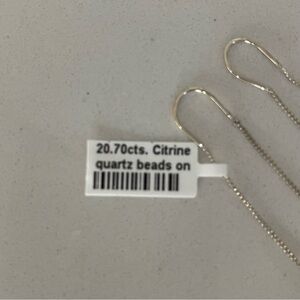 20.70cts. Citrine
quartz beads on